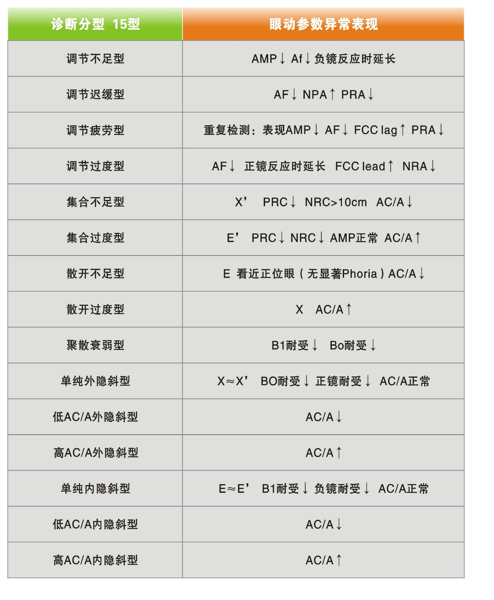 诊断分型 15型 眼动参数异常表现
调节不足型 AMP↓ Af↓负镜反应时延长
调节迟缓型 AF↓ NPA↑ PRA↓
调节疲劳型 重复检测：表现AMP↓ AF↓ FCC lag↑ PRA↓
调节过度型 AF↓ 正镜反应时延长 FCC lead↑ NRA↓
集合不足型 X’ PRC↓ NRC>10cm AC/A↓
集合过度型 E’ PRC↓ NRC↓ AMP正常 AC/A↑
散开不足型 E 看近正位眼（无显著Phoria）AC/A↓
散开过度型 X AC/A↑
聚散衰弱型 B1耐受↓ Bo耐受↓
单纯外隐斜型 X≈X’ BO耐受↓ 正镜耐受↓ AC/A正常
低AC/A外隐斜型 AC/A↓
高AC/A外隐斜型 AC/A↑
单纯内隐斜型 E≈E’ B1耐受↓ 负镜耐受↓ AC/A正常
低AC/A内隐斜型 AC/A↓
高AC/A内隐斜型 AC/A↑